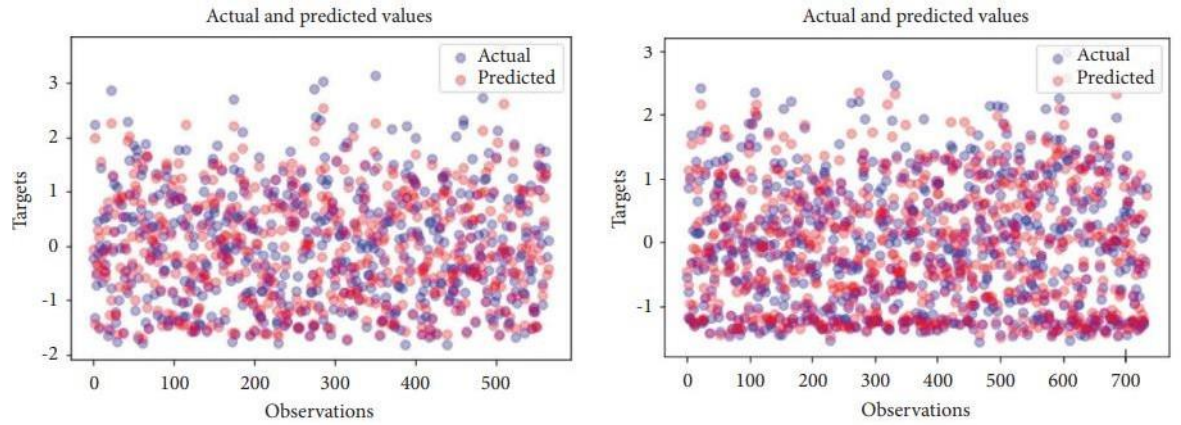 Actual and predicted values
Actual
Predicted
3
2
1
0
-1
-2
Targets
0 100 200 300 400 500
Observations
Actual and predicted values
Actual
Predicted
3
2
1
0
-1
Targets
0 100 200 300 400 500 600 700
Observations